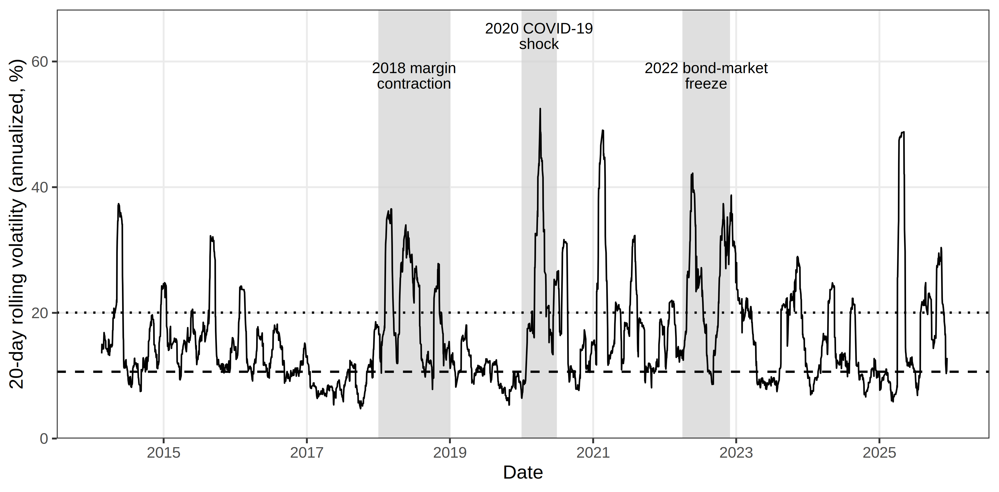 2020 COVID-19
shock
2018 margin
contraction
2022 bond-market
freeze
20-day rolling volatility (annualized, %)
60
40
20
0
2015
2017
2019
2021
2023
2025
Date